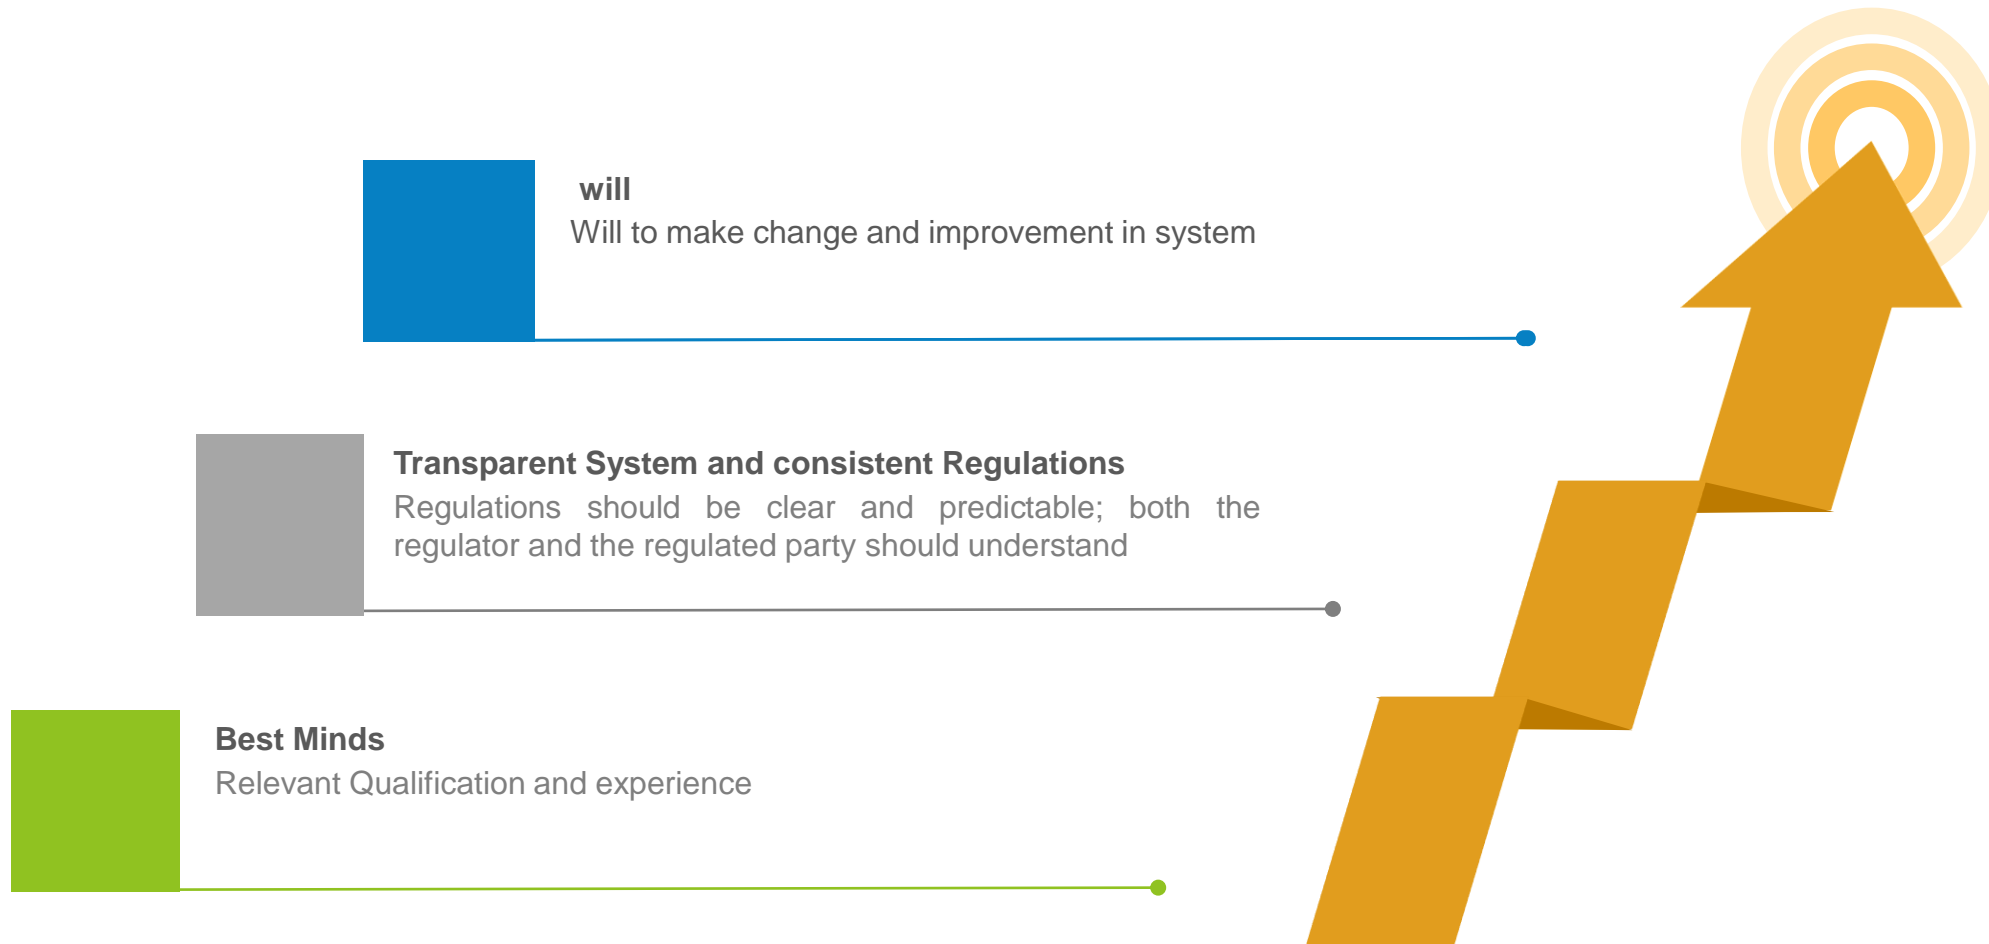 will
Will to make change and improvement in system
Transparent System and consistent Regulations
Regulations should be clear and predictable; both the
regulator and the regulated party should understand
Best Minds
Relevant Qualification and experience